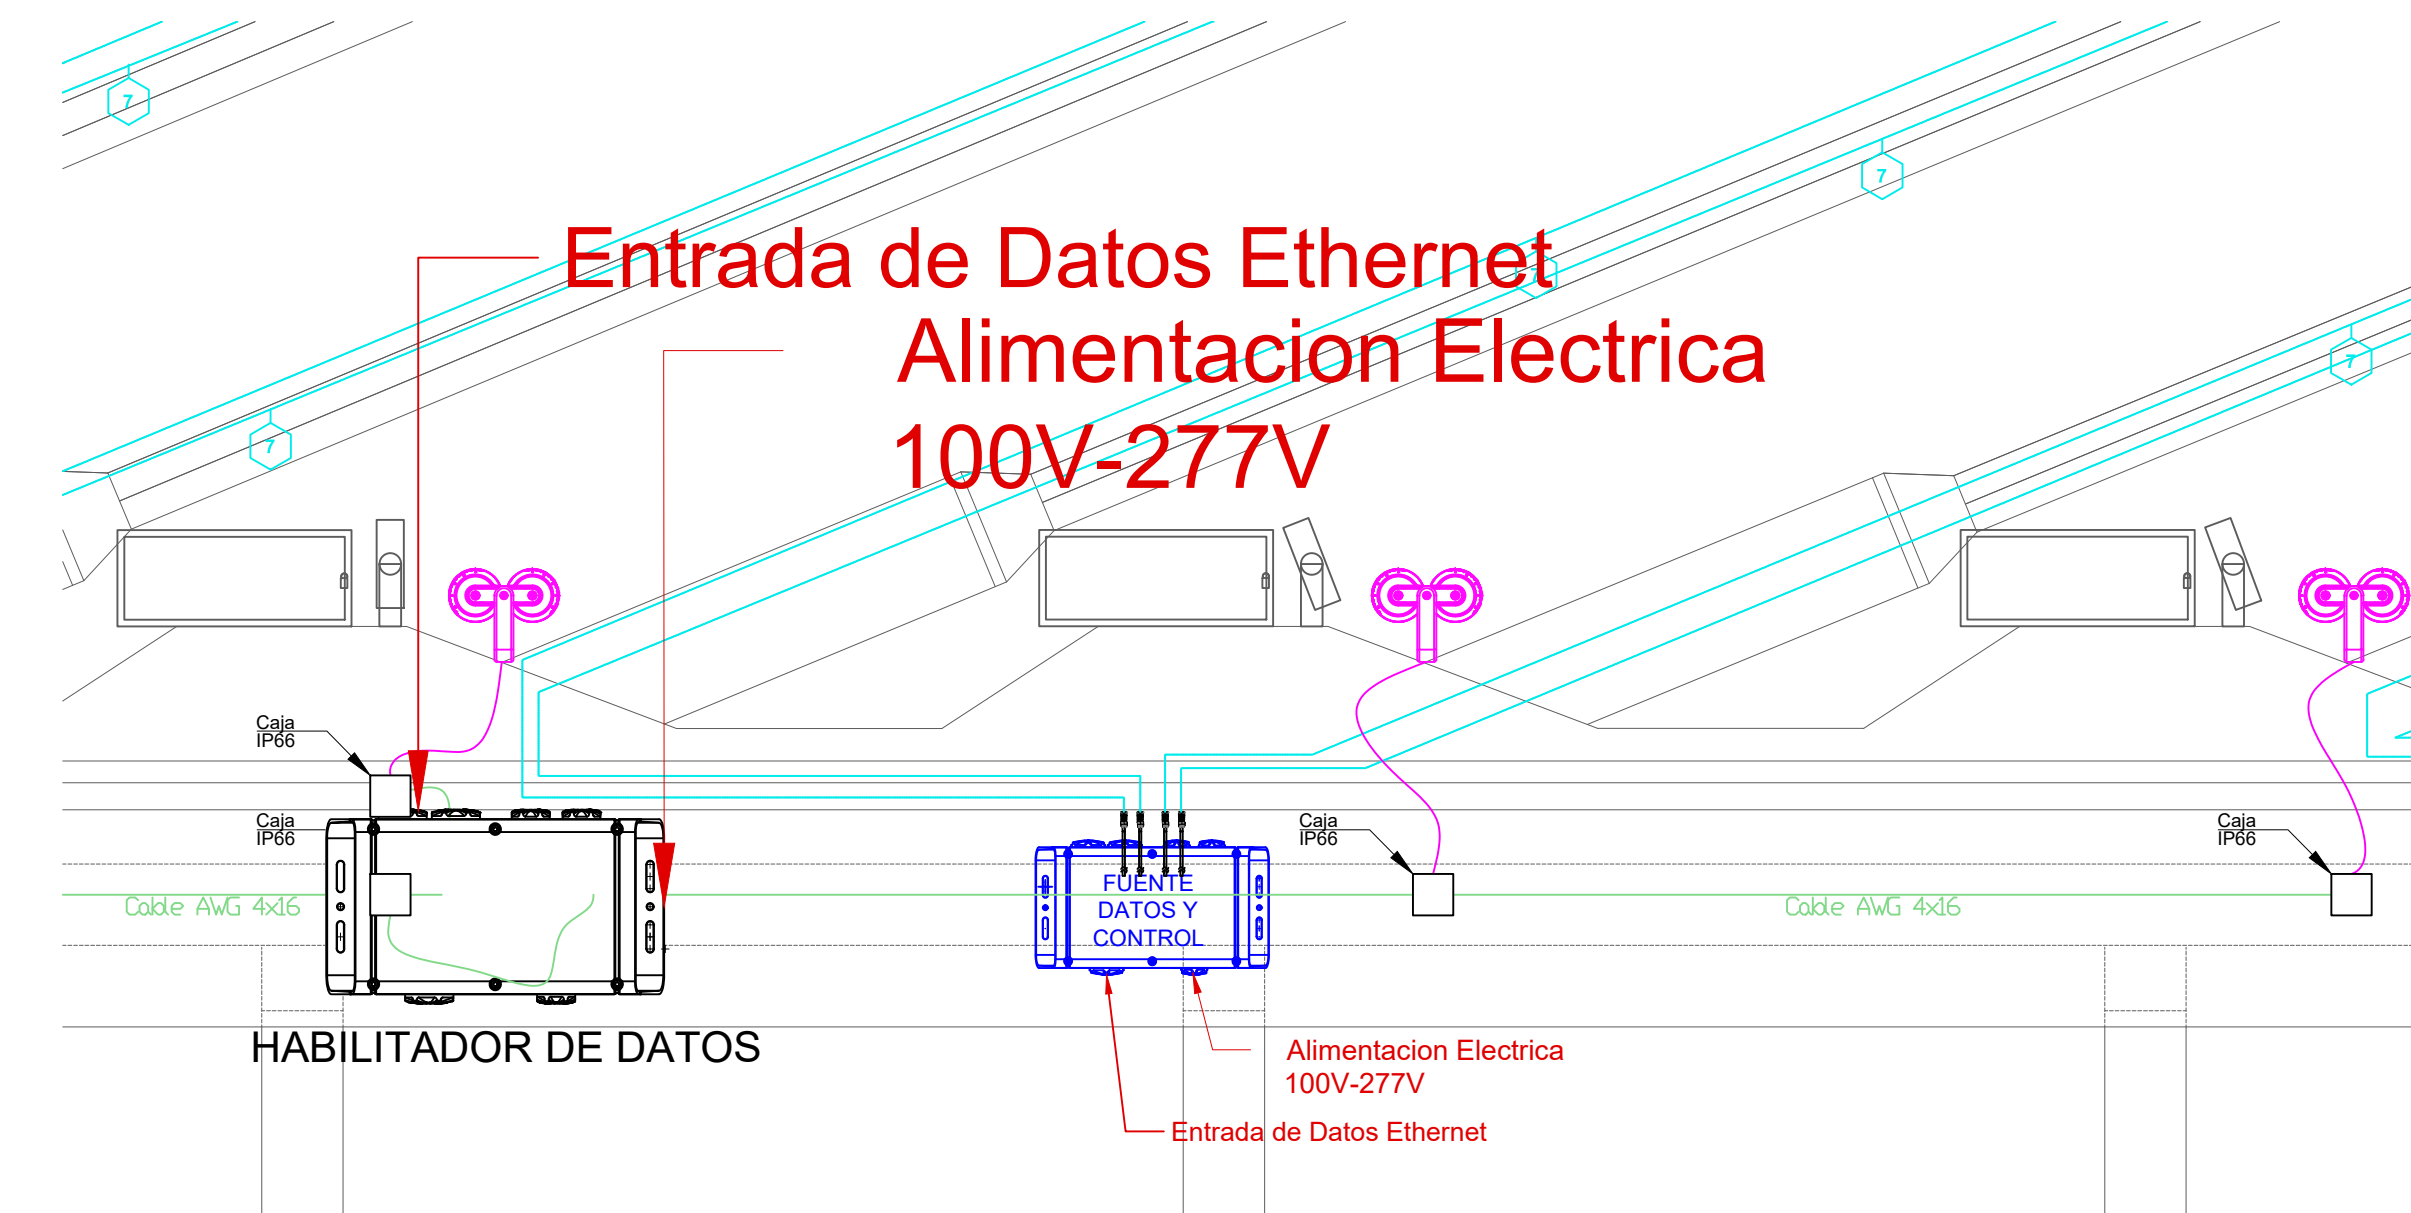 7
7
Entrada de Datos Ethernet
7
Alimentacion Electrica
7
100V-277V
7
Caja
IP66
Caja
IP66
Caja
IP66
Caja
IP66
Cable AWG 4x16
FUENTE
DATOS Y
CONTROL
Cable AWG 4x16
HABILITADOR DE DATOS
Alimentacion Electrica
100V-277V
Entrada de Datos Ethernet